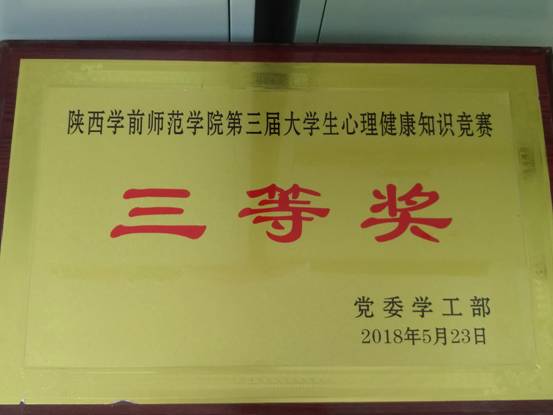 陕西学前师范学院第三届大学生心理健康知识竞赛
三等奖
党委学工部
2018年5月23日